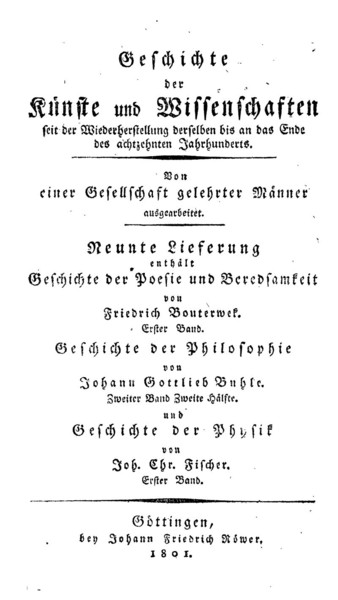 Geschichte
der
Künste und Wissenschaften
seit der Wiederherstellung derselben bis an das Ende
des achtzehnten Jahrhunderts.
Von
einer Gesellschaft gelehrter Männer
ausgearbeitet.
Neunte Lieferung
enthält
Geschichte der Poesie und Beredsamkeit
von
Friedrich Bouterwek.
Erster Band.
Geschichte der Philosophie
von
Johann Gottlieb Buhle.
Zweiter Band Zweite Hälfte.
und
Geschichte der Physik
von
Joh. Chr. Fischer.
Erster Band.
Göttingen,
bey Johann Friedrich Röwer.
1801.